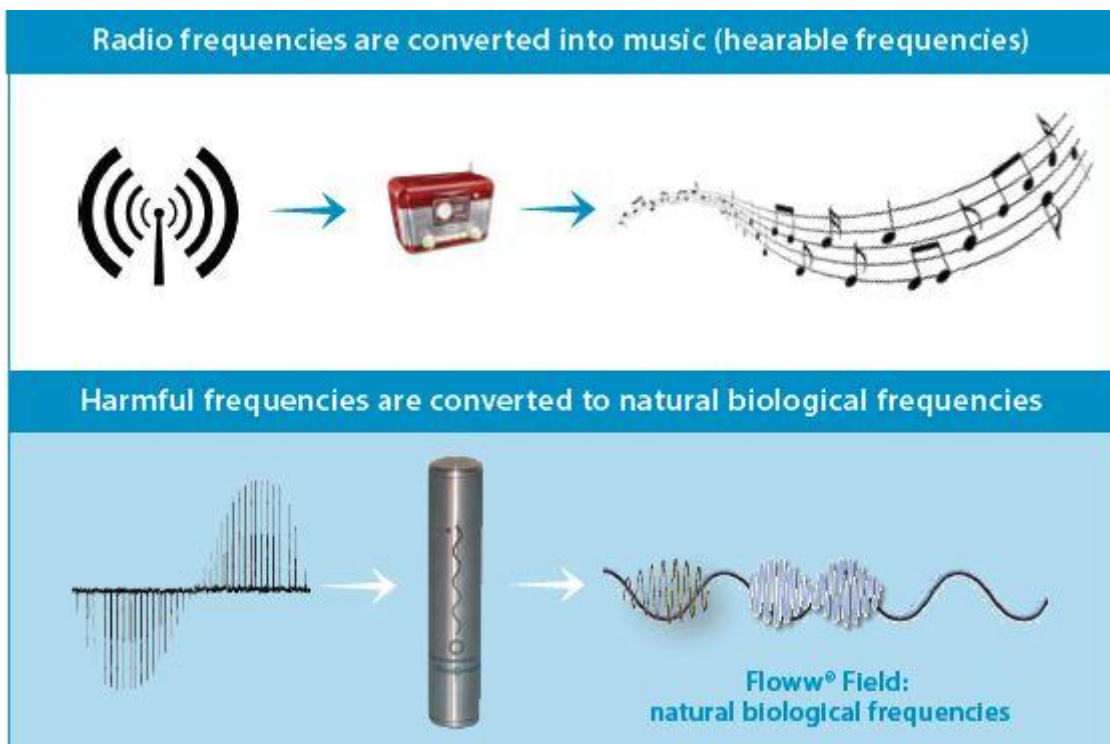 Radio frequencies are converted into music (hearable frequencies)
Harmful frequencies are converted to natural biological frequencies
Floww® Field:
natural biological frequencies